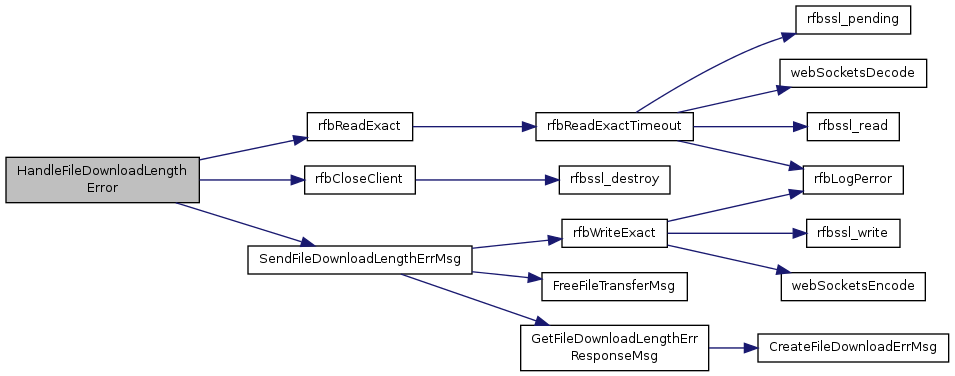 rfbssl_pending
webSocketsDecode
rfbReadExact
rfbReadExactTimeout
rfbssl_read
HandleFileDownloadLength
Error
rfbCloseClient
rfbssl_destroy
rfbLogPerror
SendFileDownloadLengthErrMsg
rfbWriteExact
rfbssl_write
FreeFileTransferMsg
webSocketsEncode
GetFileDownloadLengthErr
ResponseMsg
CreateFileDownloadErrMsg